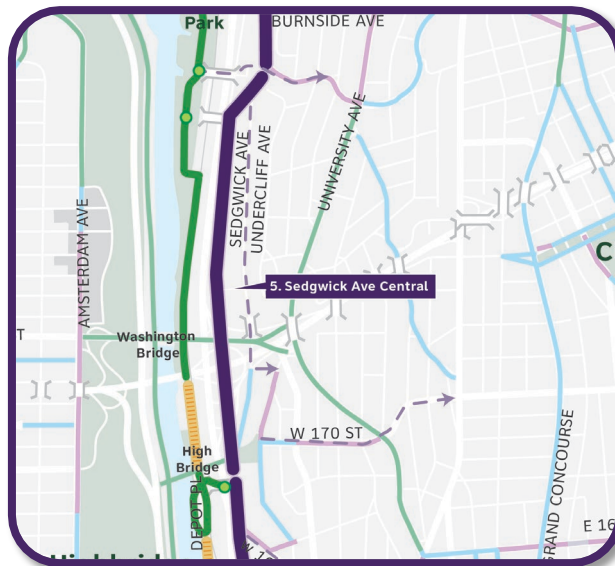 Park
BURNSIDE AVE
UNIVERSITY AVE
SEDGWICK AVE
UNDERCLIFF AVE
AMSTERDAM AVE
C
5. Sedgwick Ave Central
T
Washington
Bridge
W 170 ST
High
Bridge
DEPOT PL
GRAND CONCOURSE
E 16